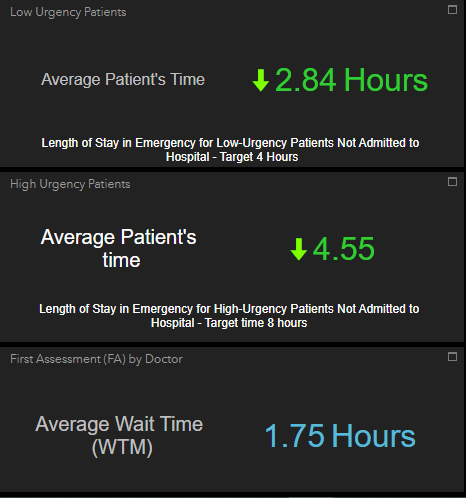 Low Urgency Patients
Average Patient's Time
2.84 Hours
Length of Stay in Emergency for Low-Urgency Patients Not Admitted to
Hospital - Target 4 Hours
High Urgency Patients
Average Patient's
time
4.55
Length of Stay in Emergency for High-Urgency Patients Not Admitted to
Hospital - Target time 8 hours
First Assessment (FA) by Doctor
Average Wait Time
(WTM)
1.75 Hours